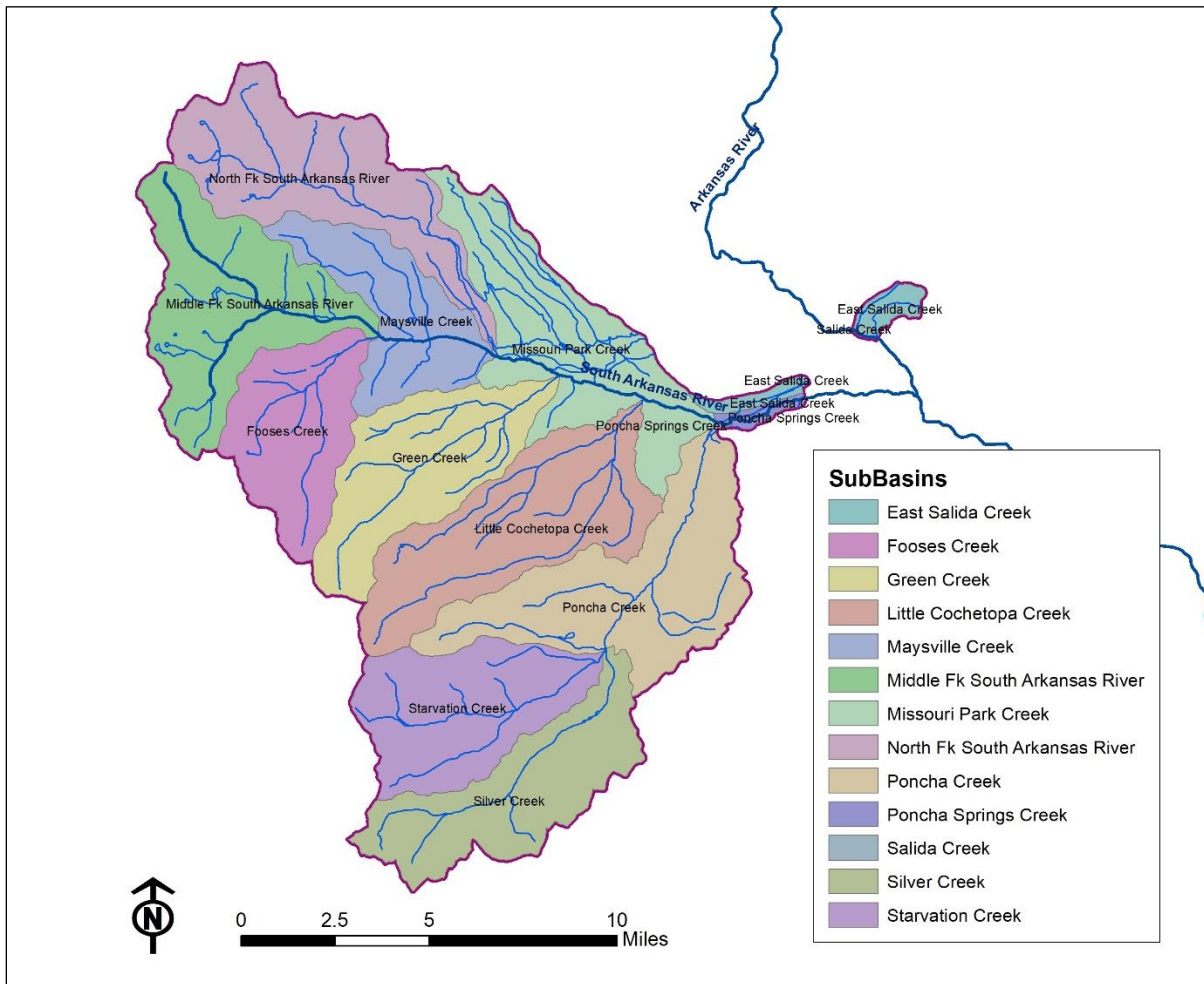 Arkansas River
North Fk South Arkansas River
East Salida Creek
Salida Creek
Middle Fk South Arkansas River
Maysville Creek
Missouri Park Creek
South Arkansas River
East Salida Creek
East Salida Creek
Poncha Springs Creek
Poncha Springs Creek
Fooses Creek
Green Creek
Little Cochetopa Creek
Poncha Creek
Starvation Creek
Silver Creek
SubBasins
East Salida Creek
Fooses Creek
Green Creek
Little Cochetopa Creek
Maysville Creek
Middle Fk South Arkansas River
Missouri Park Creek
North Fk South Arkansas River
Poncha Creek
Poncha Springs Creek
Salida Creek
Silver Creek
Starvation Creek
N
0 2.5 5 10
Miles